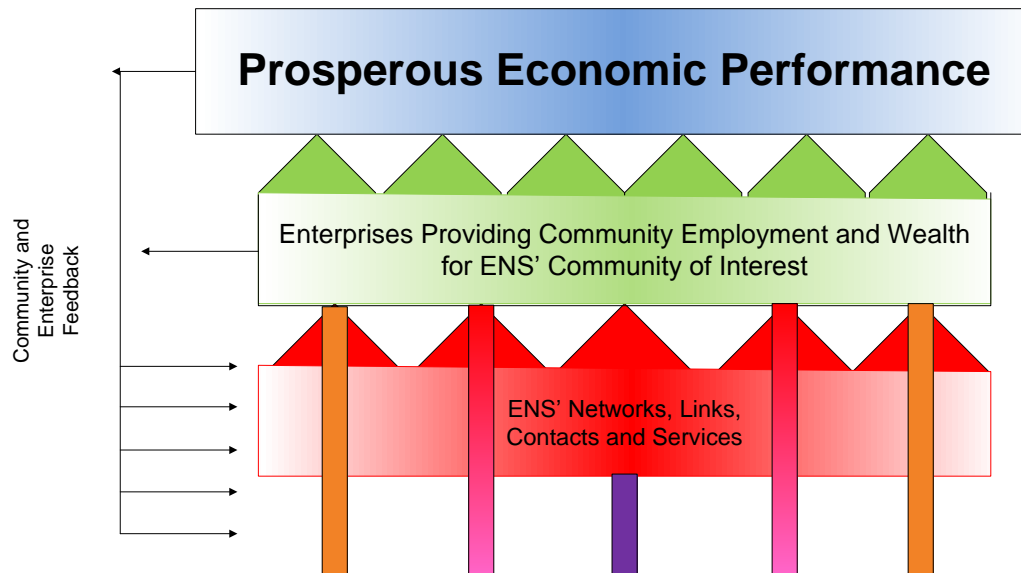 Prosperous Economic Performance
Enterprises Providing Community Employment and Wealth
for ENS’ Community of Interest
Community and
Enterprise
Feedback
ENS’ Networks, Links,
Contacts and Services